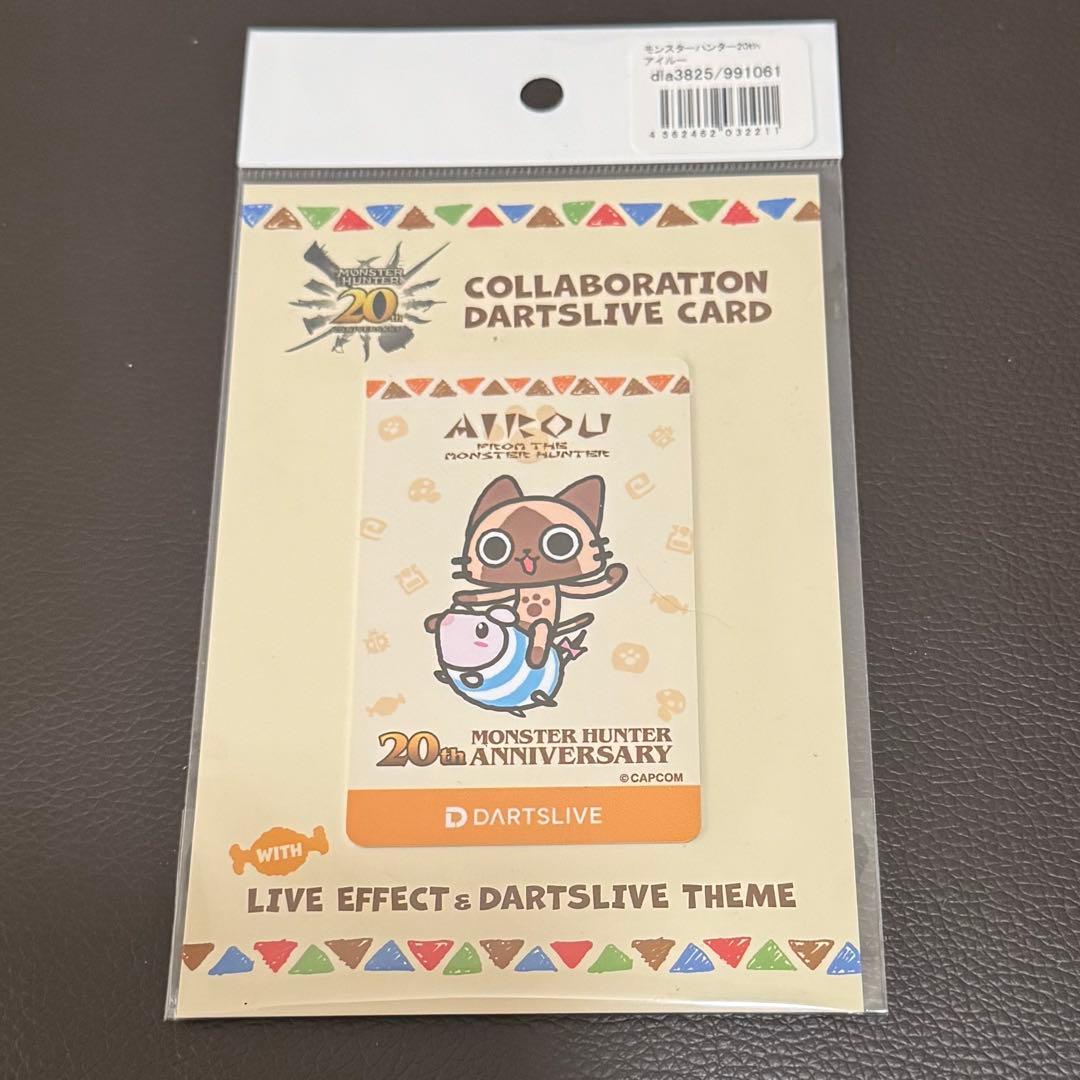 モンスターハンター20th
アイルー
dla3825/991061
4562462032211
MONSTER
HUNTER
20th
ANNIVERSARY
COLLABORATION
DARTSLIVE CARD
AIROU
FROM THE
MONSTER HUNTER
20th MONSTER HUNTER
ANNIVERSARY
©CAPCOM
DARTSLIVE
WITH
LIVE EFFECT & DARTSLIVE THEME